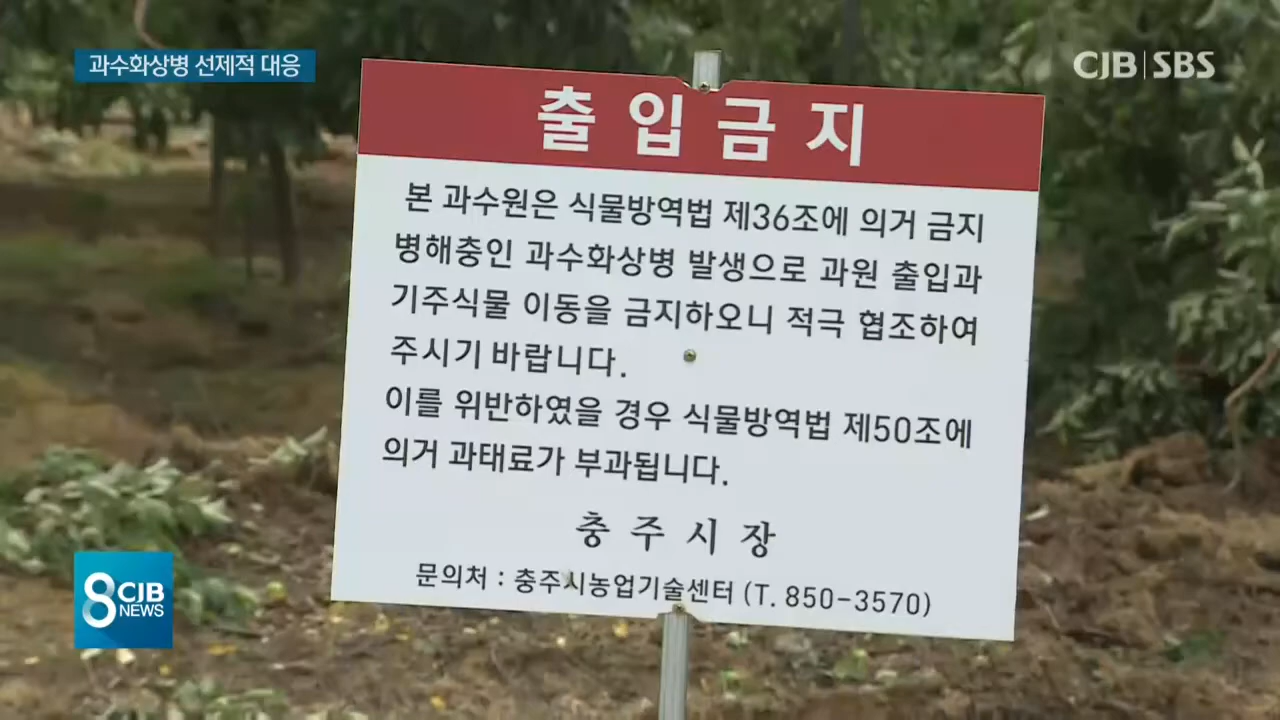 과수화상병 선제적 대응
CJB SBS
출입금지
본 과수원은 식물방역법 제36조에 의거 금지
병해충인 과수화상병 발생으로 과원 출입과
기주식물 이동을 금지하오니 적극 협조하여
주시기 바랍니다.
이를 위반하였을 경우 식물방역법 제50조에
의거 과태료가 부과됩니다.
충주시장
문의처 : 충주시농업기술센터 (T. 850-3570)
8 CJB
NEWS